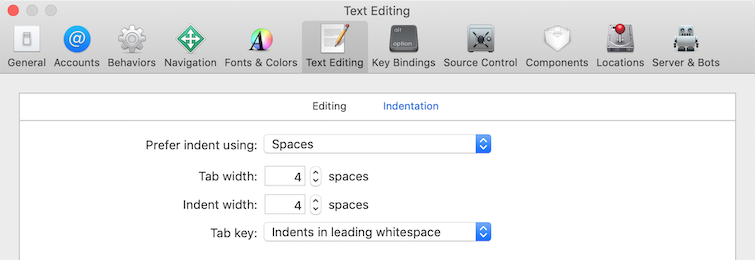 Text Editing
alt
option
General Accounts Behaviors Navigation Fonts & Colors Text Editing Key Bindings Source Control Components Locations Server & Bots
Editing Indentation
Prefer indent using: Spaces
Tab width: 4 spaces
Indent width: 4 spaces
Tab key: Indents in leading whitespace